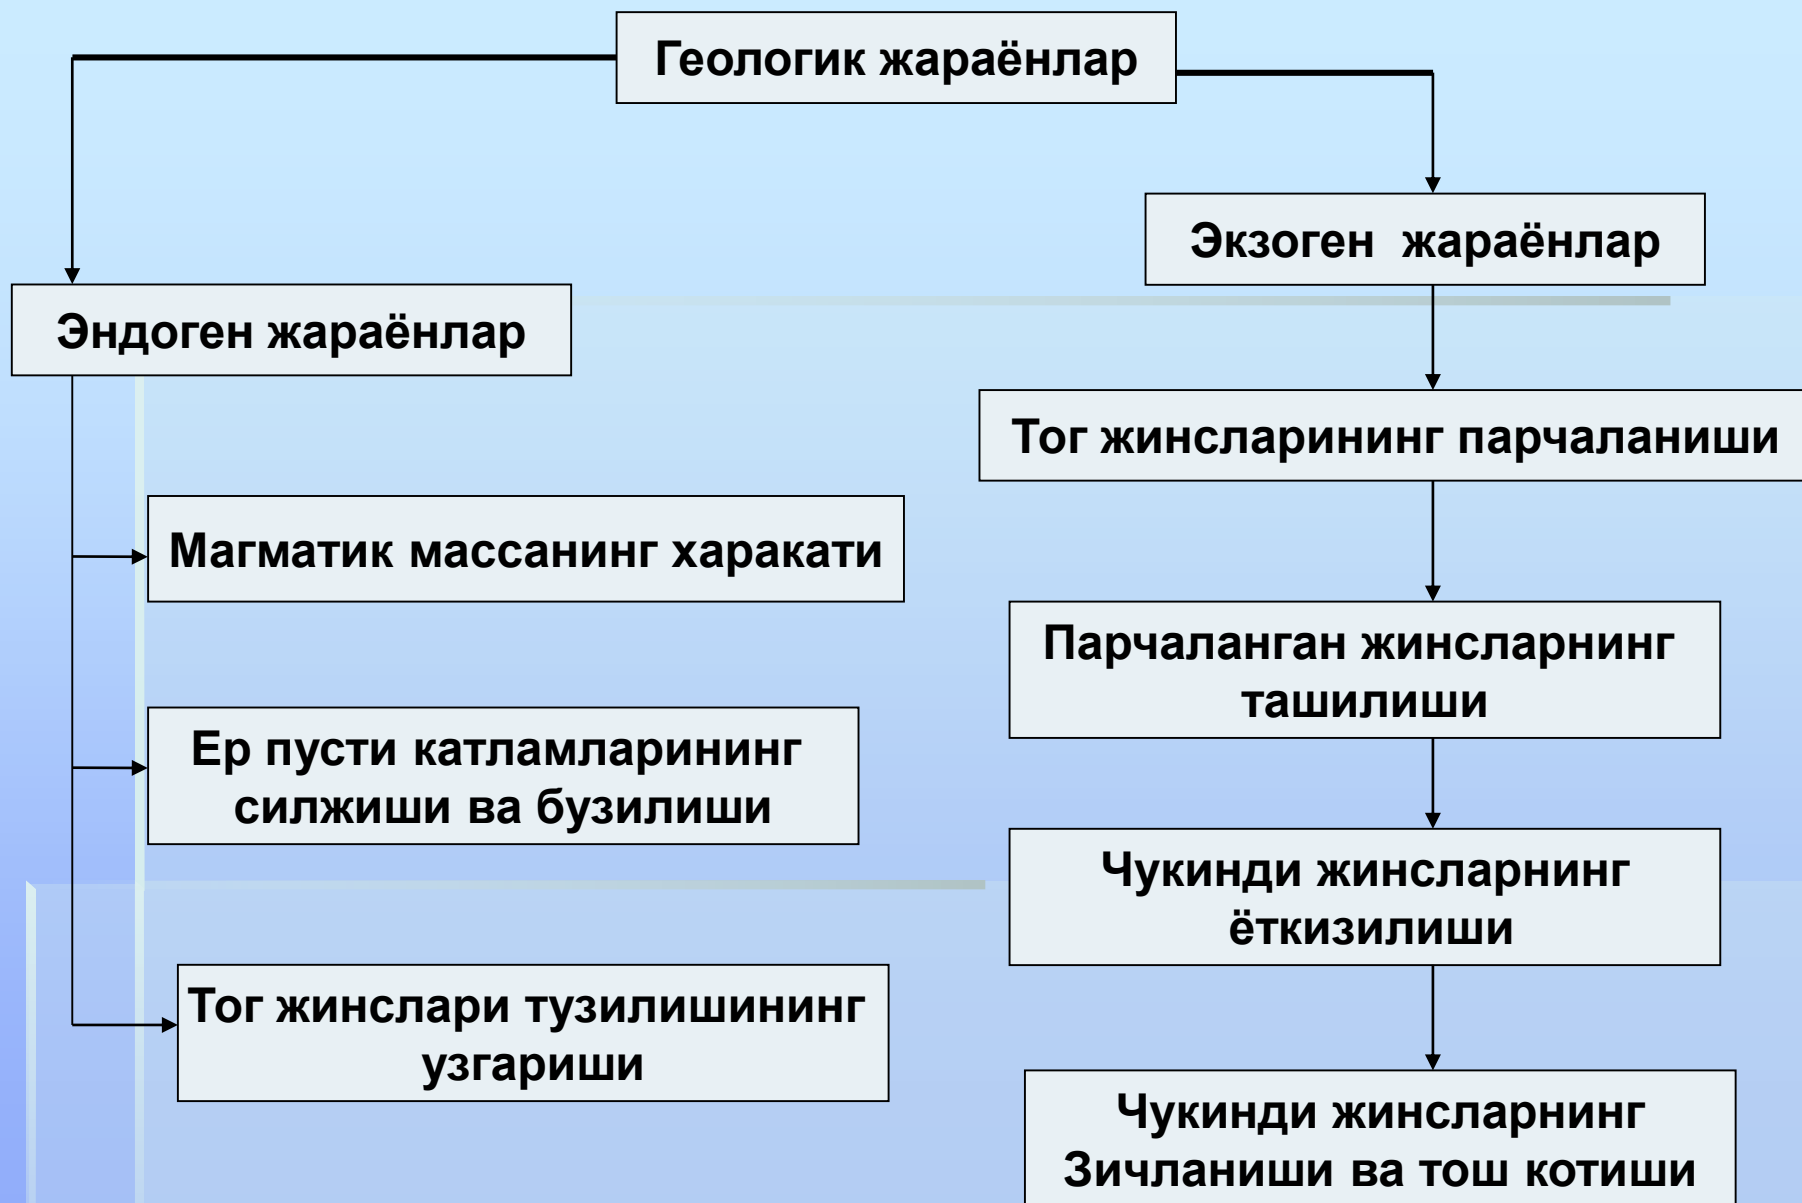 Геологик жараёнлар
Экзоген жараёнлар
Эндоген жараёнлар
Тог жинсларининг парчаланиши
Магматик массанинг харакати
Парчаланган жинсларнинг
ташилиши
Ер пусти катламларининг
силжиши ва бузилиши
Чукинди жинсларнинг
ёткизилиши
Тог жинслари тузилишининг
узгариши
Чукинди жинсларнинг
Зичланиши ва тош котиши